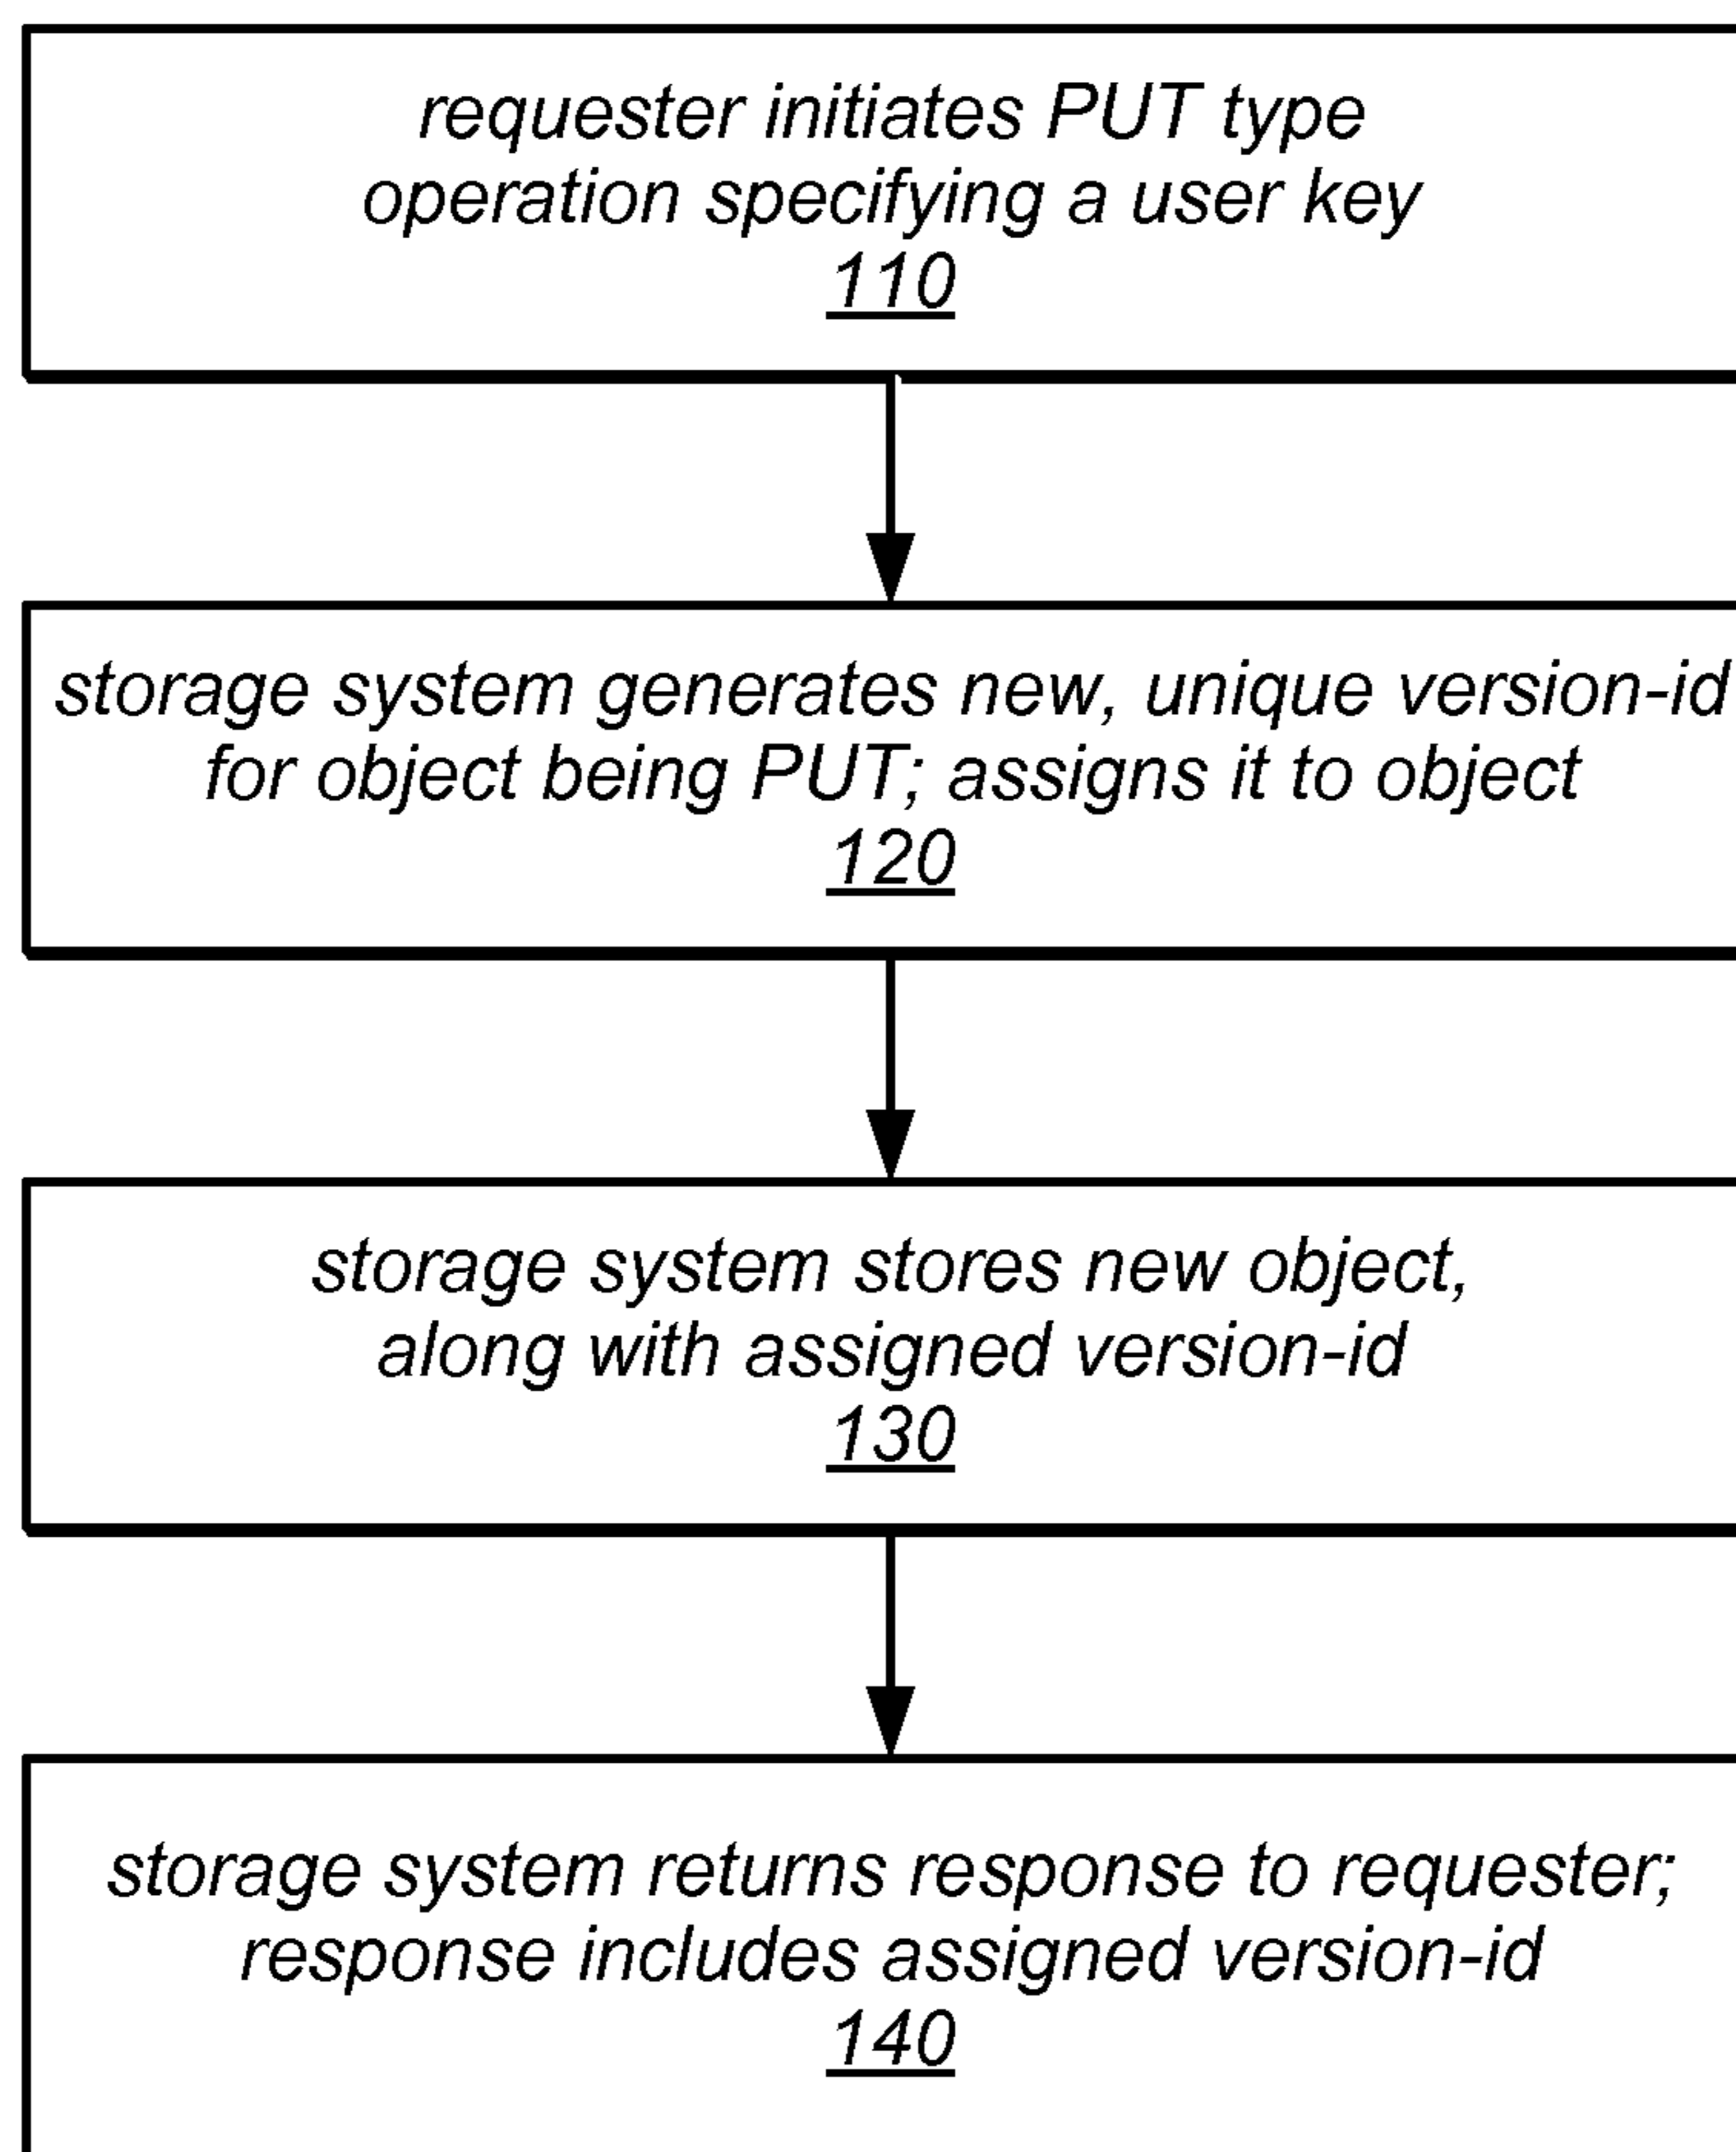 requester initiates PUT type
operation specifying a user key
110
storage system generates new, unique version-id
for object being PUT; assigns it to object
120
storage system stores new object,
along with assigned version-id
130
storage system returns response to requester;
response includes assigned version-id
140